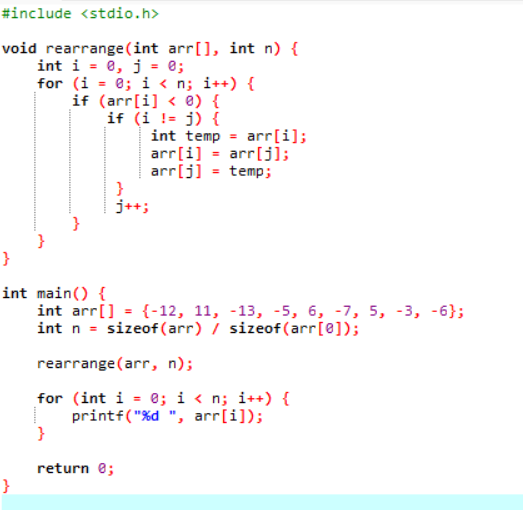 #include <stdio.h>
void rearrange(int arr[], int n) {
int i = 0, j = 0;
for (i = 0; i < n; i++) {
if (arr[i] < 0) {
if (i != j) {
int temp = arr[i];
arr[i] = arr[j];
arr[j] = temp;
}
j++;
}
}
}
int main() {
int arr[] = {-12, 11, -13, -5, 6, -7, 5, -3, -6};
int n = sizeof(arr) / sizeof(arr[0]);
rearrange(arr, n);
for (int i = 0; i < n; i++) {
printf("%d ", arr[i]);
}
return 0;
}